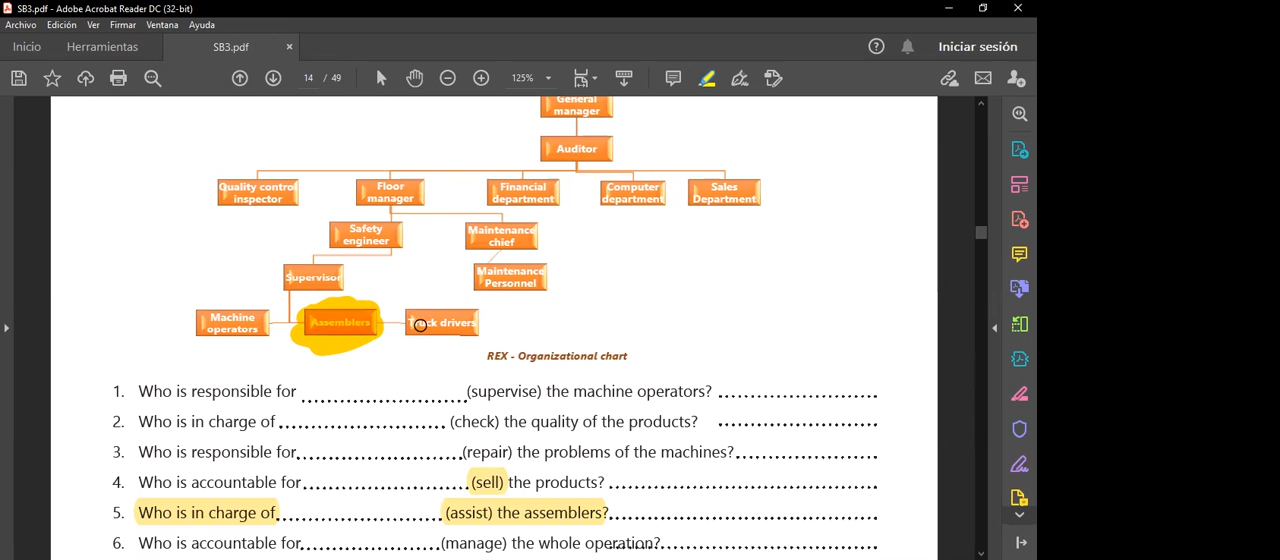 SB3.pdf - Adobe Acrobat Reader DC (32-bit)
Archivo Edición Ver Firmar Ventana Ayuda
Inicio Herramientas SB3.pdf × Iniciar sesión
14 / 49 125%
General
manager
Auditor
Quality control
inspector
Floor
manager
Financial
department
Computer
department
Sales
Department
Safety
engineer
Maintenance
chief
Supervisor
Maintenance
Personnel
Machine
operators
Assemblers
Truck drivers
REX - Organizational chart
1. Who is responsible for ........................................ (supervise) the machine operators? ........................................
2. Who is in charge of ........................................ (check) the quality of the products? ........................................
3. Who is responsible for ........................................ (repair) the problems of the machines? ........................................
4. Who is accountable for ........................................ (sell) the products? ........................................
5. Who is in charge of ........................................ (assist) the assemblers? ........................................
6. Who is accountable for ........................................ (manage) the whole operation? ........................................